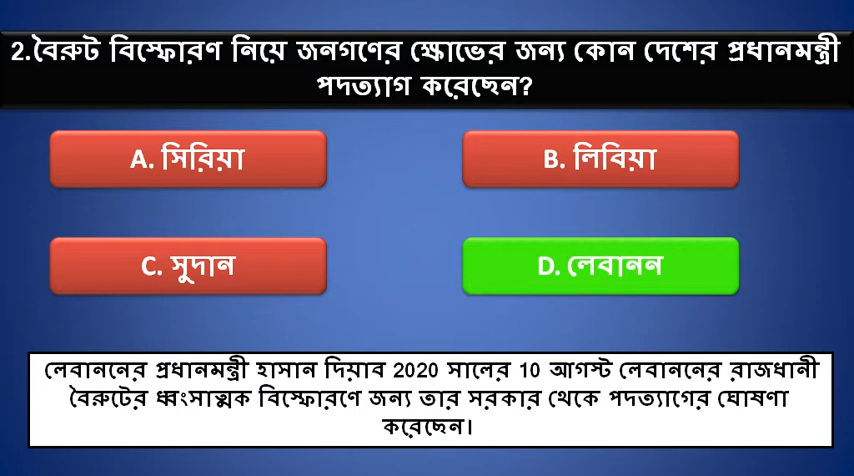 2.বৈরুট বিস্ফোরণ নিয়ে জনগণের ক্ষোভের জন্য কোন দেশের প্রধানমন্ত্রী
পদত্যাগ করেছেন?
A. সিরিয়া
B. লিবিয়া
C. সুদান
D. লেবানন
লেবাননের প্রধানমন্ত্রী হাসান দিয়াব 2020 সালের 10 আগস্ট লেবাননের রাজধানী
বৈরুটের ধ্বংসাত্মক বিস্ফোরণে জন্য তার সরকার থেকে পদত্যাগের ঘোষণা
করেছেন।